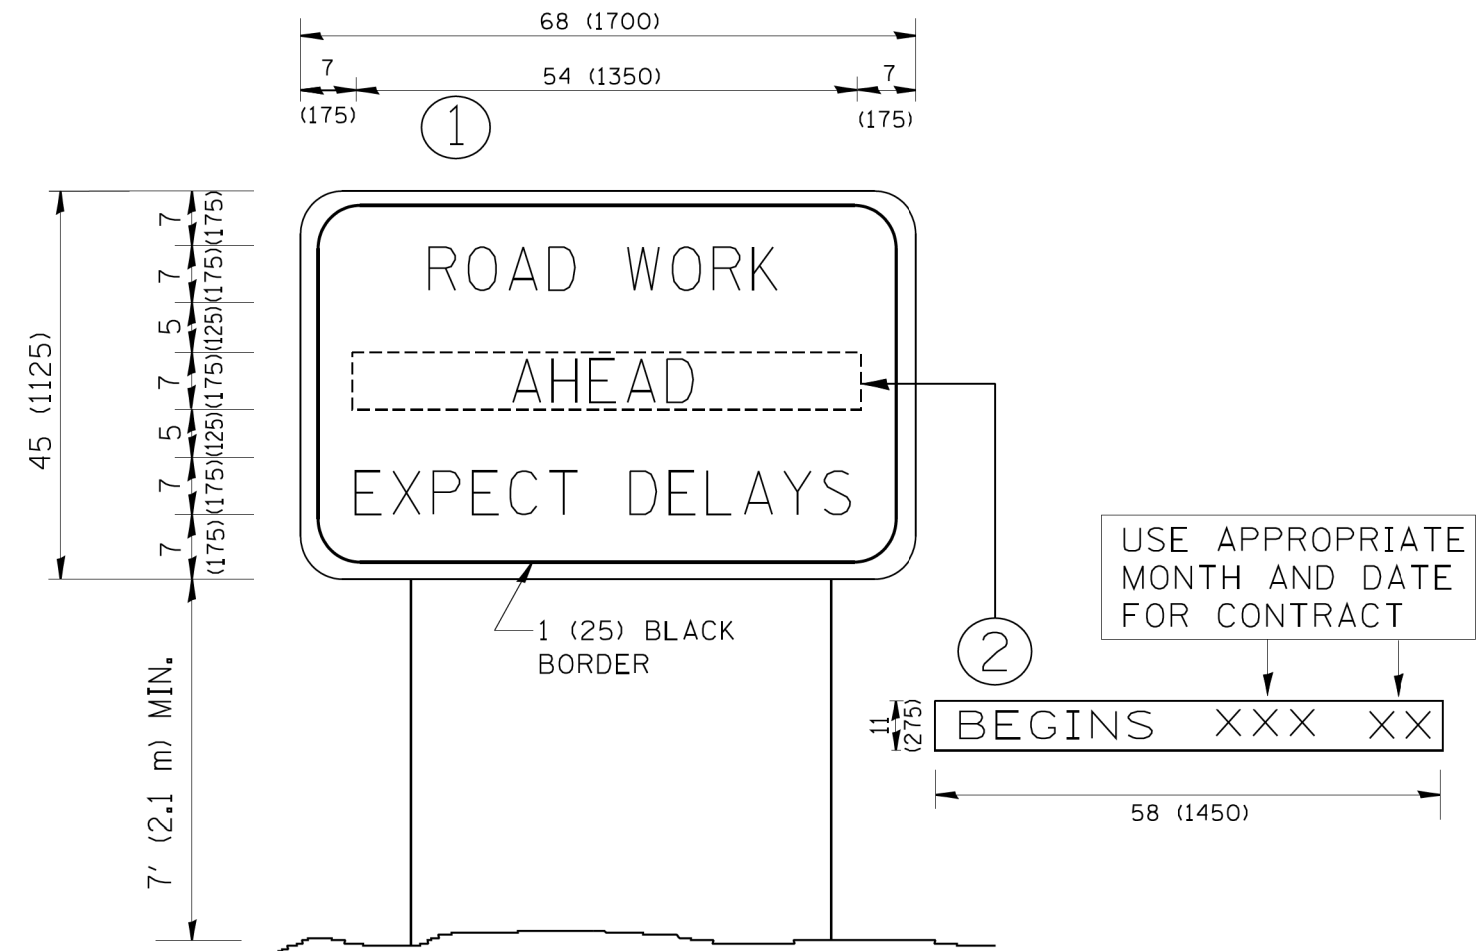 68 (1700)
7
54 (1350)
7
(175)
(175)
1
45 (1125)
7
(175)
7
(175)
5
(125)
7
(175)
5
(125)
7
(175)
7
(175)
ROAD WORK
AHEAD
EXPECT DELAYS
1 (25) BLACK
BORDER
7' (2.1 m) MIN.
USE APPROPRIATE
MONTH AND DATE
FOR CONTRACT
2
11
(275)
BEGINS XXX XX
58 (1450)